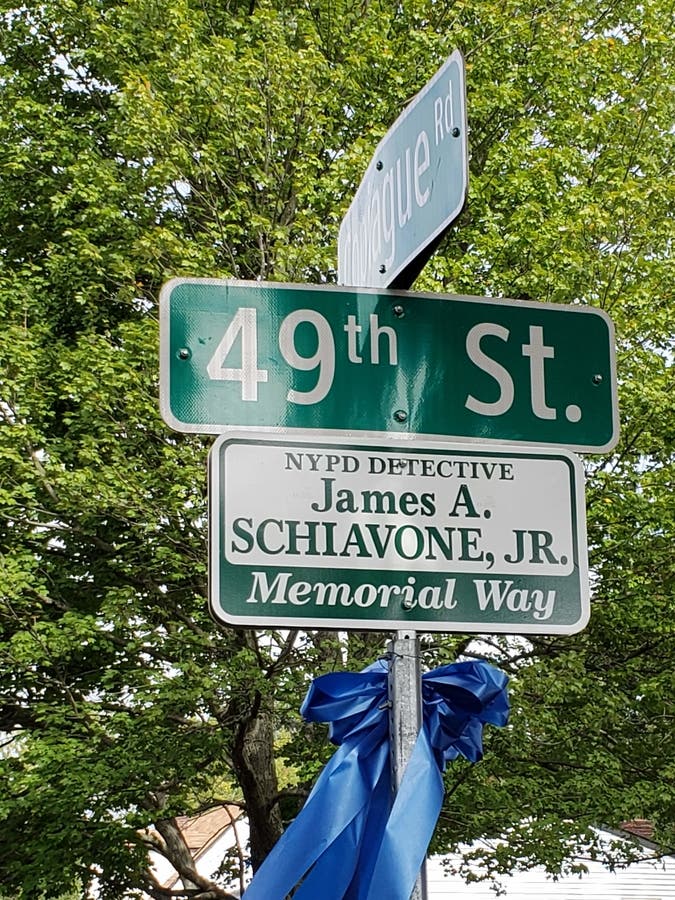 Rd
49th St.
NYPD DETECTIVE
James A.
SCHIAVONE, JR.
Memorial Way